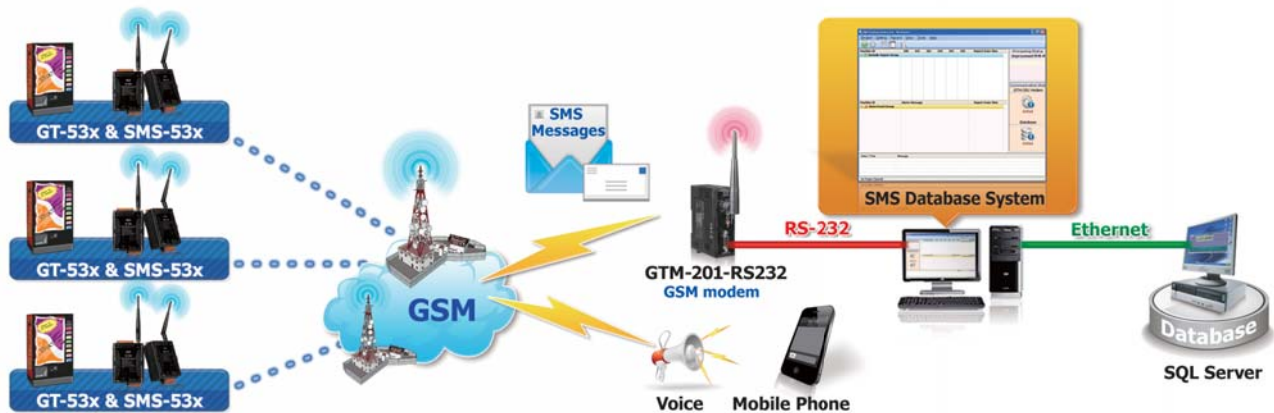 GT-53x & SMS-53x
GT-53x & SMS-53x
GT-53x & SMS-53x
GSM
SMS
Messages
GTM-201-RS232
GSM modem
Voice
Mobile Phone
SMS Database System
RS-232
Ethernet
Database
SQL Server